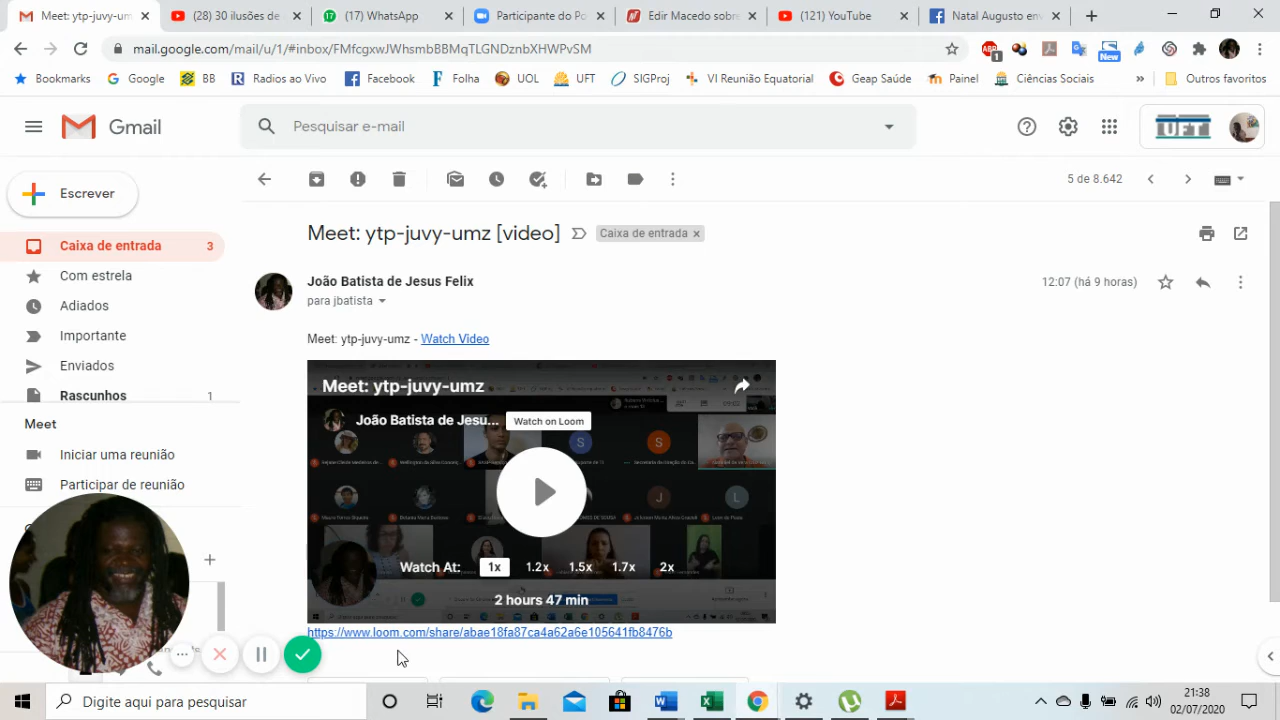 Meet: ytp-juvy-um
(28) 30 ilusões de
(17) WhatsApp
Participante do Po
Edir Macedo sobre
(121) YouTube
Natal Augusto env
mail.google.com/mail/u/1/#inbox/FMfcgxwJWhsmbBBMqTLGNDznbXHWPvSM
1
New
Bookmarks
Google
BB
Radios ao Vivo
Facebook
Folha
UOL
UFT
SIGProj
VI Reunião Equatorial
Geap Saúde
Painel
Ciências Sociais
»
Outros favoritos
Gmail
Pesquisar e-mail
UFT
Escrever
5 de 8.642
Caixa de entrada 3
Com estrela
Adiados
Importante
Enviados
Rascunhos 1
Meet
Iniciar uma reunião
Participar de reunião
Meet: ytp-juvy-umz [video]
Caixa de entrada x
João Batista de Jesus Felix
12:07 (há 9 horas)
para jbatista
Meet: ytp-juvy-umz - Watch Video
Meet: ytp-juvy-umz
João Batista de Jesu...
Watch on Loom
S
S
J
L
Watch At: 1x 1.2x 1.5x 1.7x 2x
2 hours 47 min
https://www.loom.com/share/abae18fa87ca4a62a6e105641fb8476b
Digite aqui para pesquisar
21:38
02/07/2020